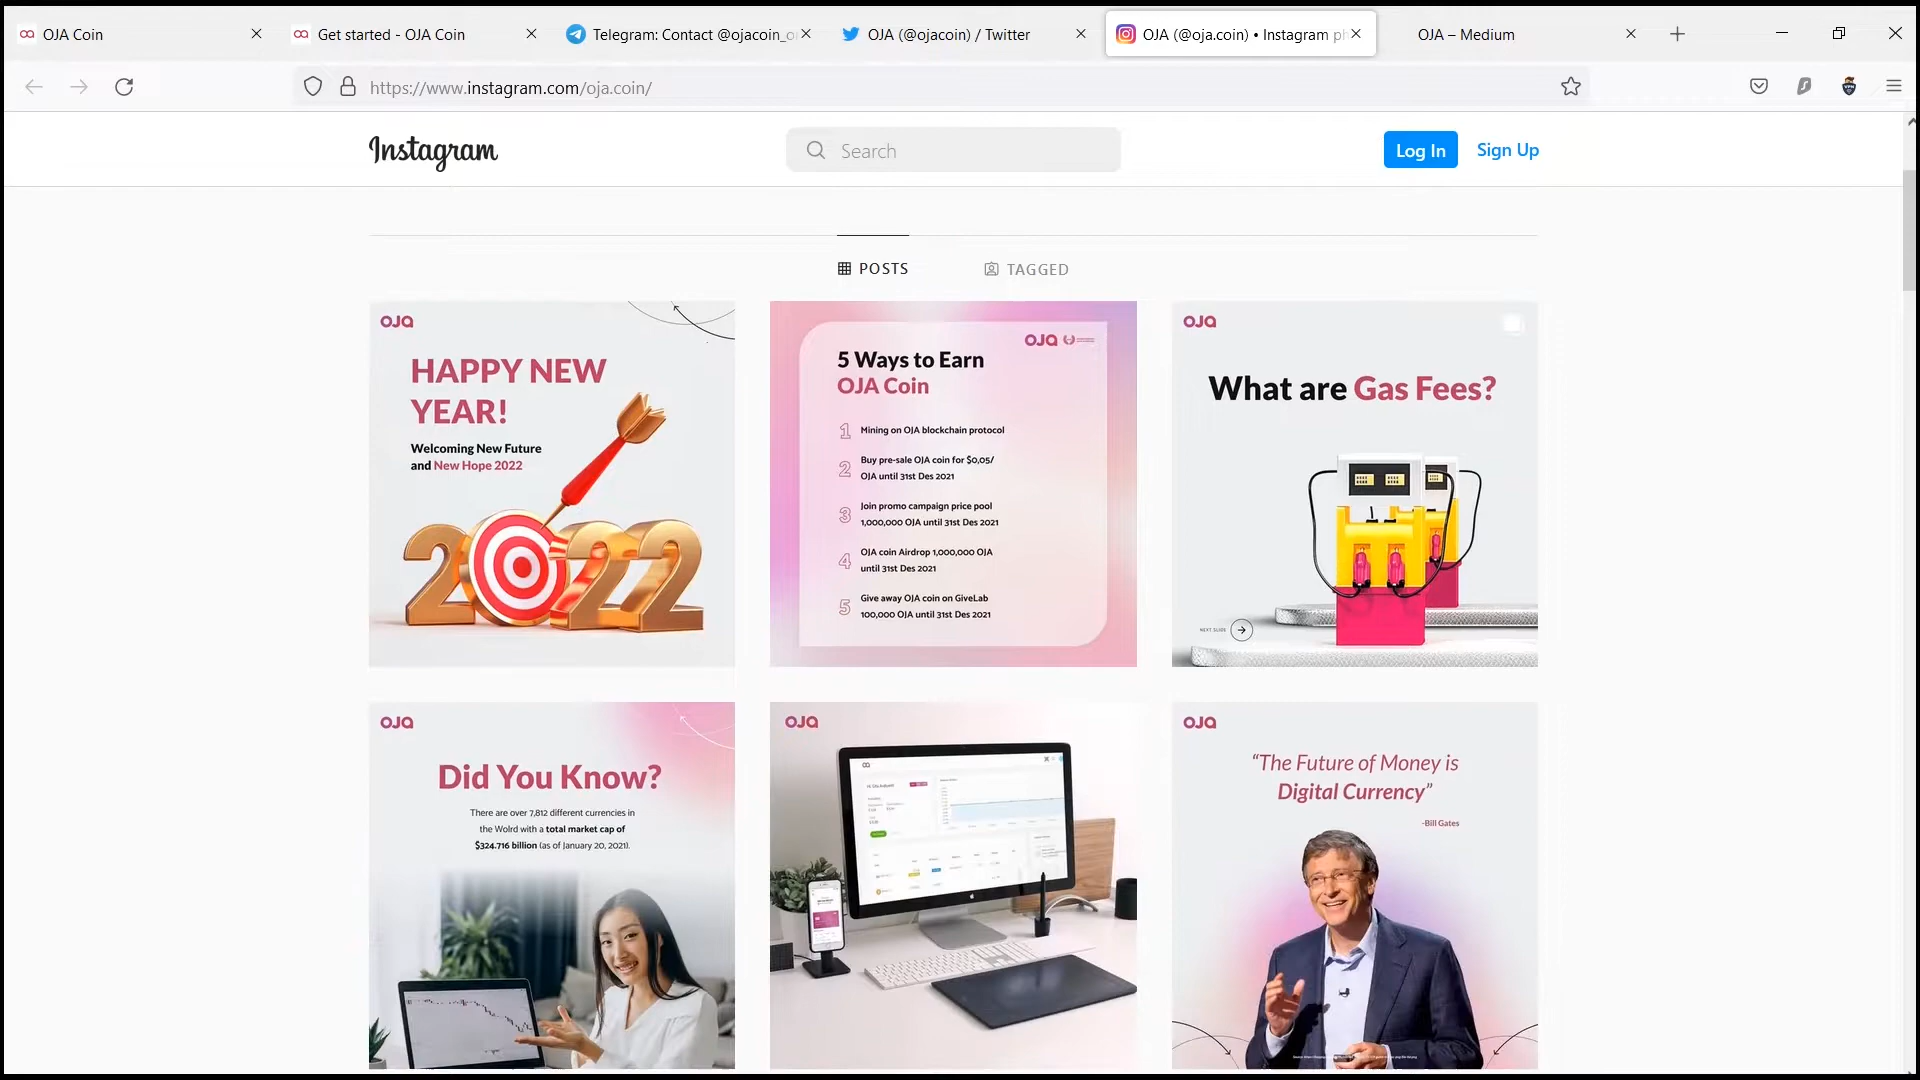 OJA Coin
Get started - OJA Coin
Telegram: Contact @ojacoin_o
OJA (@ojacoin) / Twitter
OJA (@oja.coin) • Instagram ph
OJA – Medium
https://www.instagram.com/oja.coin/
Instagram
Search
Log In
Sign Up
POSTS
TAGGED
OJA
HAPPY NEW
YEAR!
Welcoming New Future
and New Hope 2022
2022
OJA
5 Ways to Earn
OJA Coin
1 Mining on OJA blockchain protocol
2 Buy pre-sale OJA coin for $0,05/
OJA until 31st Des 2021
3 Join promo campaign price pool
1,000,000 OJA until 31st Des 2021
4 OJA coin Airdrop 1,000,000 OJA
until 31st Des 2021
5 Give away OJA coin on GiveLab
100,000 OJA until 31st Des 2021
OJA
What are Gas Fees?
NEXT SLIDE
OJA
Did You Know?
There are over 7,812 different currencies in
the Wolrd with a total market cap of
$324.716 billion (as of January 20, 2021).
OJA
OJA
“The Future of Money is
Digital Currency”
-Bill Gates